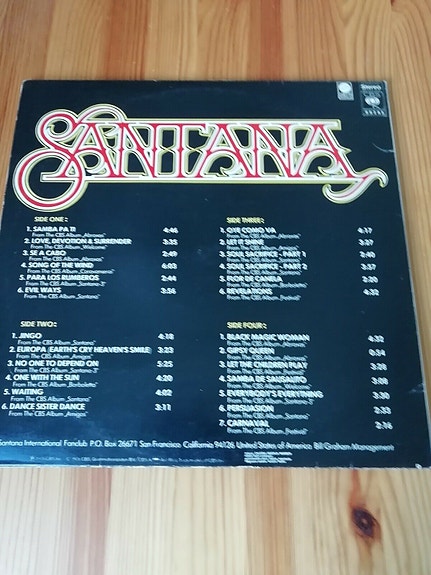 Stereo
CBS
SANTANA
SIDE ONE:
1. SAMBA PA TI 4:46
From The CBS Album „Abraxas"
2. LOVE, DEVOTION & SURRENDER 3:35
From The CBS Album „Welcome"
3. SE A CABO 2:49
From The CBS Album „Abraxas"
4. SONG OF THE WIND 6:03
From The CBS Album „Caravanserai"
5. PARA LOS RUMBEROS 2:44
From The CBS Album „Santana-3"
6. EVIL WAYS 3:56
From The CBS Album „Santana"
SIDE TWO:
1. JINGO 4:18
From The CBS Album „Santana"
2. EUROPA (EARTH'S CRY HEAVEN'S SMILE) 3:23
From The CBS Album „Amigos"
3. NO ONE TO DEPEND ON 5:25
From The CBS Album „Santana-3"
4. ONE WITH THE SUN 4:20
From The CBS Album „Borboletta"
5. WAITING 4:02
From The CBS Album „Santana"
6. DANCE SISTER DANCE 3:11
From The CBS Album „Amigos"
SIDE THREE:
1. OYE COMO VA 4:17
From The CBS Album „Abraxas"
2. LET IT SHINE 3:27
From The CBS Album „Amigos"
3. SOUL SACRIFICE - PART 1 2:40
From The CBS Album „Santana"
4. SOUL SACRIFICE - PART 2 3:57
From The CBS Album „Santana"
5. FLOR DE CANELA 2:20
From The CBS Album „Borboletta"
6. REVELATIONS 4:32
From The CBS Album „Festival"
SIDE FOUR:
1. BLACK MAGIC WOMAN 4:32
2. GIPSY QUEEN 0:54
3. LET THE CHILDREN PLAY 3:28
From The CBS Album „Festival"
4. SAMBA DE SAUSALITO 3:08
5. EVERYBODY'S EVERYTHING 3:30
From The CBS Album „Santana-3"
6. PERSUASION 2:33
From The CBS Album „Santana"
7. CARNAVAL 2:16
From The CBS Album „Festival"
Santana International Fanclub P.O. Box 26671 San Francisco, California 94126 United States of America Bill Graham Management